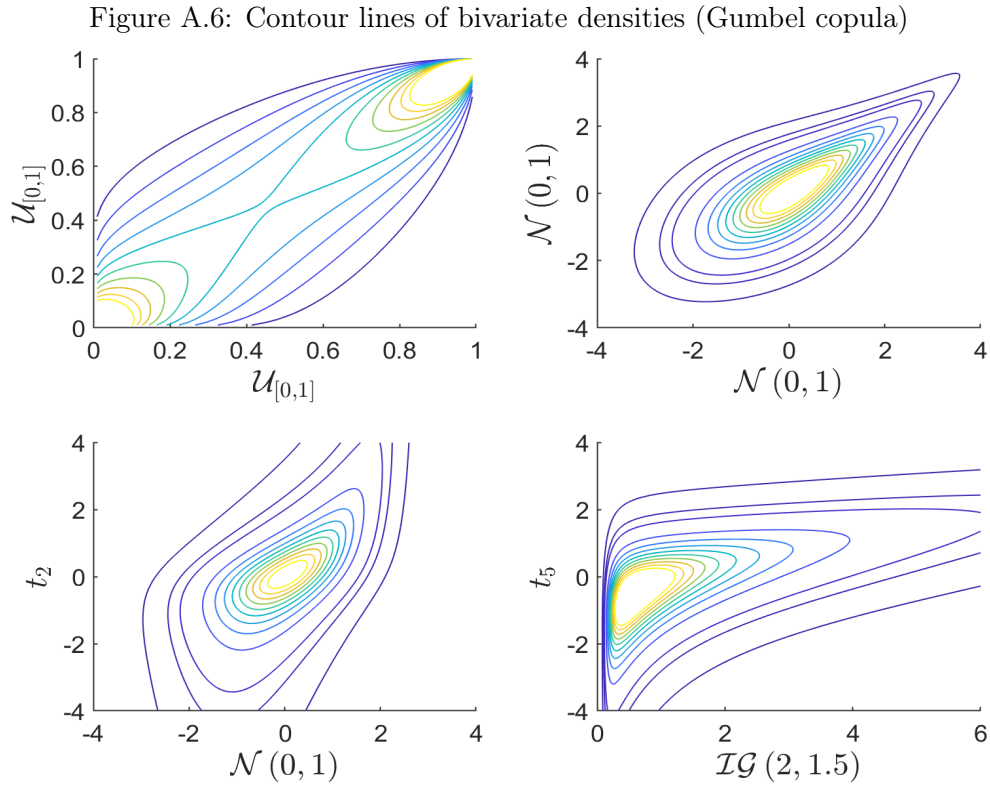 Figure A.6: Contour lines of bivariate densities (Gumbel copula)
1
0.8
0.6
0.4
0.2
0
0 0.2 0.4 0.6 0.8 1
𝒰[0,1]
𝒰[0,1]
4
2
0
-2
-4
-4 -2 0 2 4
𝒩 (0, 1)
𝒩 (0, 1)
4
2
0
-2
-4
-4 -2 0 2 4
t₂
𝒩 (0, 1)
4
2
0
-2
-4
0 2 4 6
t₅
ℐ𝒢 (2, 1.5)